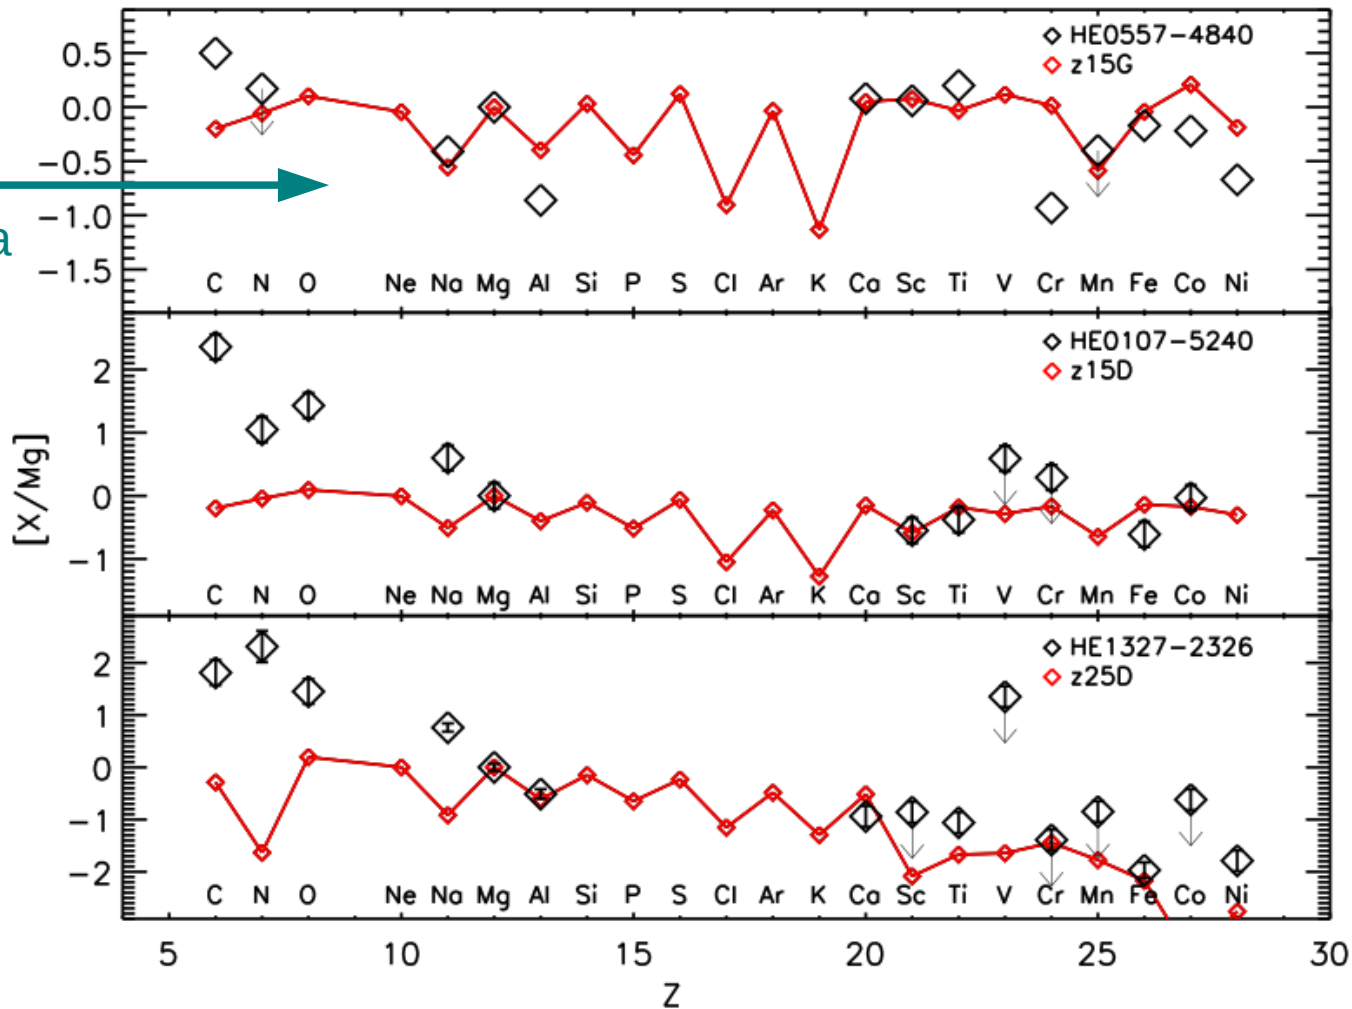 HE0557-4840
z15G
0.5
0.0
-0.5
-1.0
-1.5
a
C N O Ne Na Mg Al Si P S Cl Ar K Ca Sc Ti V Cr Mn Fe Co Ni
HE0107-5240
z15D
2
1
0
-1
C N O Ne Na Mg Al Si P S Cl Ar K Ca Sc Ti V Cr Mn Fe Co Ni
[X/Mg]
HE1327-2326
z25D
2
1
0
-1
-2
C N O Ne Na Mg Al Si P S Cl Ar K Ca Sc Ti V Cr Mn Fe Co Ni
5 10 15 20 25 30
Z